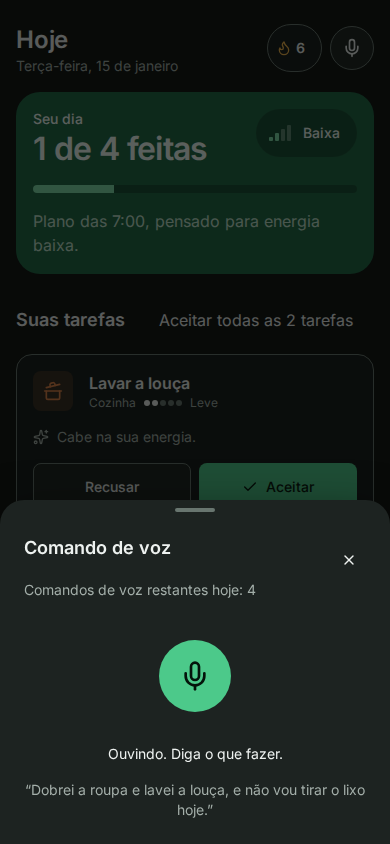 Hoje
6
Terça-feira, 15 de janeiro
Seu dia
1 de 4 feitas
Baixa
Plano das 7:00, pensado para energia
baixa.
Suas tarefas
Aceitar todas as 2 tarefas
Lavar a louça
Cozinha
Leve
Cabe na sua energia.
Recusar
Aceitar
Comando de voz
Comandos de voz restantes hoje: 4
Ouvindo. Diga o que fazer.
“Dobrei a roupa e lavei a louça, e não vou tirar o lixo
hoje.”